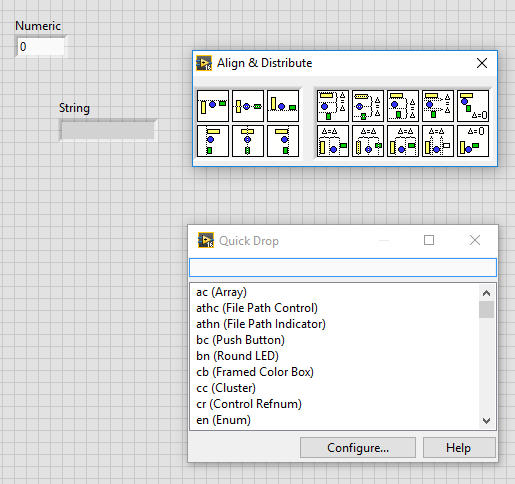 Numeric
0
Align & Distribute
String
Quick Drop
ac (Array)
athc (File Path Control)
athn (File Path Indicator)
bc (Push Button)
bn (Round LED)
cb (Framed Color Box)
cc (Cluster)
cr (Control Refnum)
en (Enum)
Configure... Help